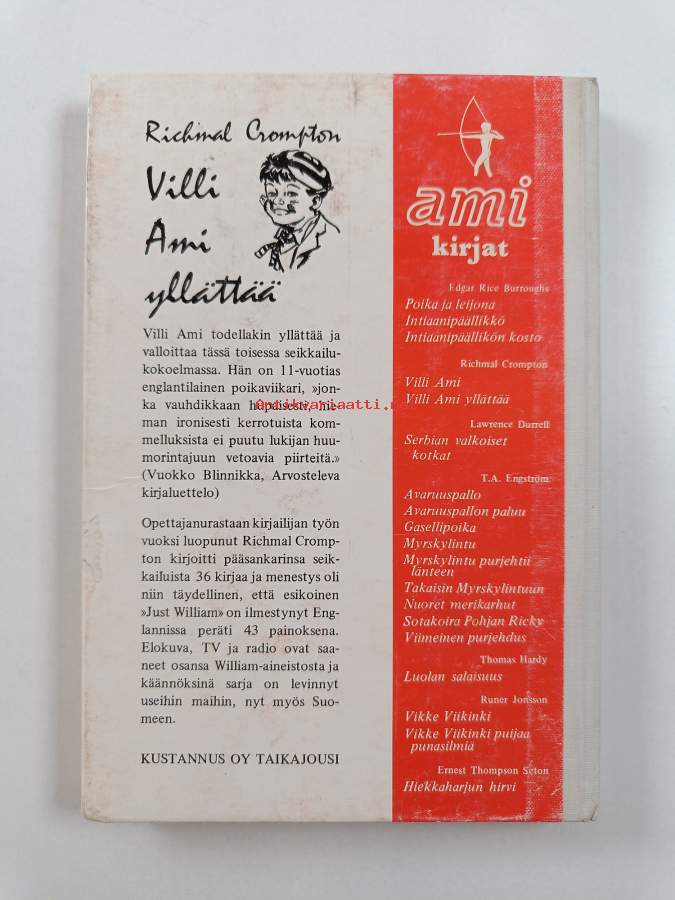 Richmal Crompton
Villi
Ami
yllättää
Villi Ami todellakin yllättää ja
valloittaa tässä toisessa seikkailu-
kokoelmassa. Hän on 11-vuotias
englantilainen poikaviikari, »jon-
ka vauhdikkaan hupaisesti, hie-
man ironisesti kerrotuista kom-
melluksista ei puutu lukijan huu-
morintajuun vetoavia piirteitä.»
(Vuokko Blinnikka, Arvosteleva
kirjaluettelo)
Opettajanurastaan kirjailijan työn
vuoksi luopunut Richmal Cromp-
ton kirjoitti pääsankarinsa seik-
kailuista 36 kirjaa ja menestys oli
niin täydellinen, että esikoinen
»Just William» on ilmestynyt Eng-
lannissa peräti 43 painoksena.
Elokuva, TV ja radio ovat saa-
neet osansa William-aineistosta ja
käännöksinä sarja on levinnyt
useihin maihin, nyt myös Suo-
meen.
KUSTANNUS OY TAIKAJOUSI
ami
kirjat
Edgar Rice Burroughs
Poika ja leijona
Intiaanipäällikkö
Intiaanipäällikön kosto
Richmal Crompton
Villi Ami
Villi Ami yllättää
Lawrence Durrell
Serbian valkoiset
kotkat
T.A. Engström
Avaruuspallo
Avaruuspallon paluu
Gasellipoika
Myrskylintu
Myrskylintu purjehtii
länteen
Takaisin Myrskylintuun
Nuoret merikarhut
Sotakoira Pohjan Ricky
Viimeinen purjehdus
Thomas Hardy
Luolan salaisuus
Runer Jonsson
Vikke Viikinki
Vikke Viikinki puijaa
punasilmiä
Ernest Thompson Seton
Hiekkaharjun hirvi